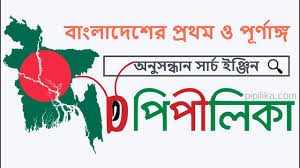 বাংলাদেশের প্রথম ও পূর্ণাঙ্গ
অনুসন্ধান সার্চ ইঞ্জিন
pipilika.com
পিপীলিকা